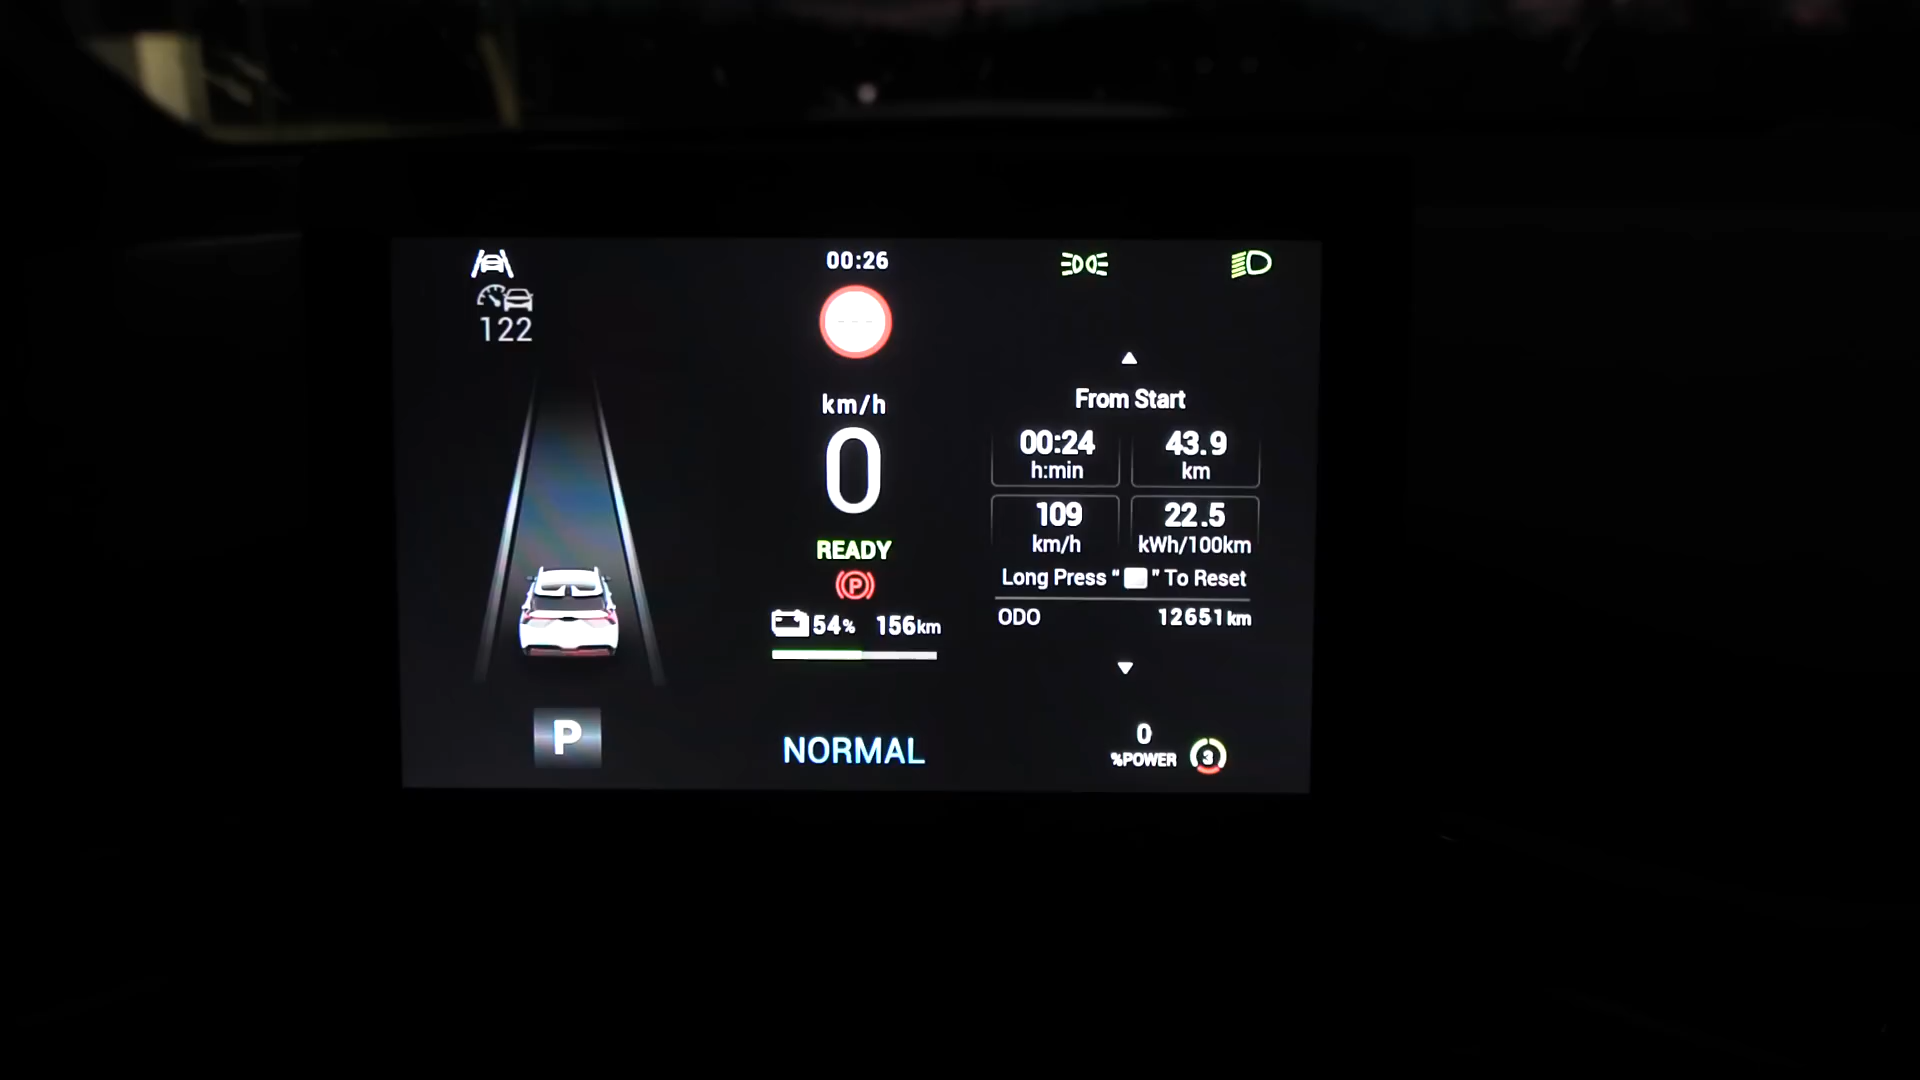 00:26
122
---
km/h
0
READY
P
54% 156km
P
NORMAL
From Start
00:24 43.9
h:min km
109 22.5
km/h kWh/100km
Long Press " " To Reset
ODO 12651km
0
%POWER 3